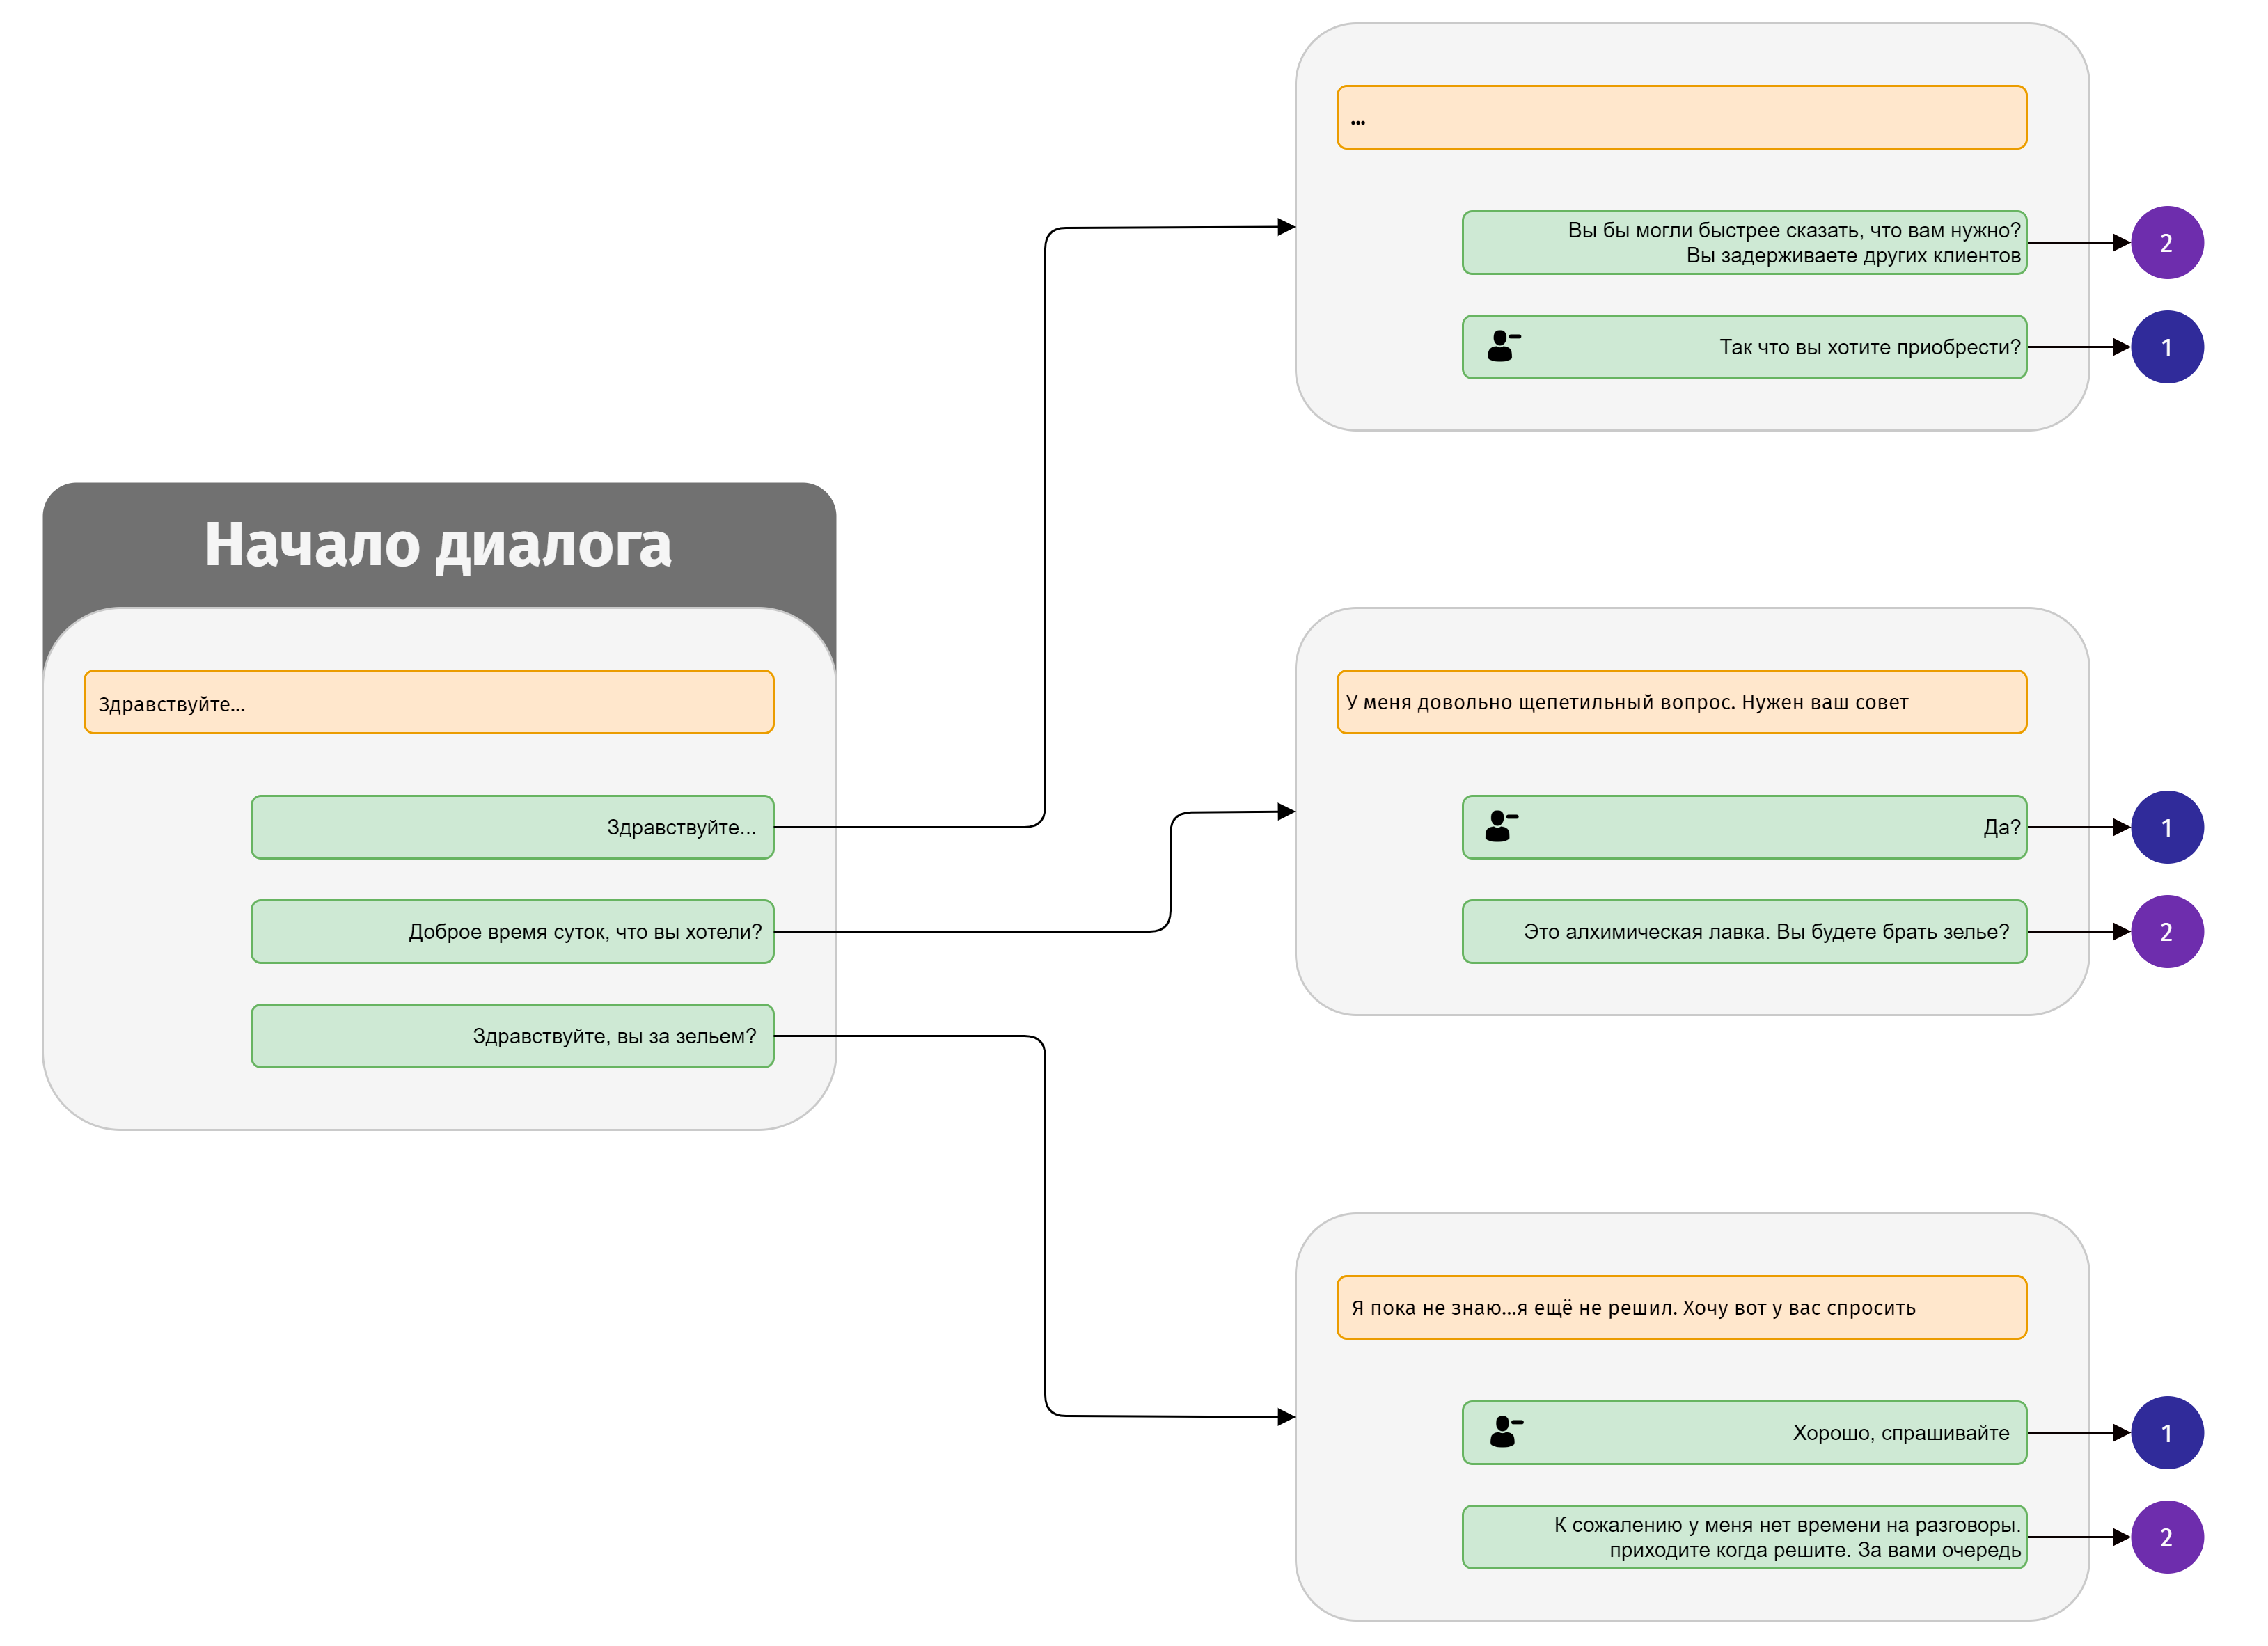 Начало диалога
Здравствуйте...
Здравствуйте...
Доброе время суток, что вы хотели?
Здравствуйте, вы за зельем?
...
Вы бы могли быстрее сказать, что вам нужно?
Вы задерживаете других клиентов
2
Так что вы хотите приобрести?
1
У меня довольно щепетильный вопрос. Нужен ваш совет
Да?
1
Это алхимическая лавка. Вы будете брать зелье?
2
Я пока не знаю...я ещё не решил. Хочу вот у вас спросить
Хорошо, спрашивайте
1
К сожалению у меня нет времени на разговоры.
приходите когда решите. За вами очередь
2